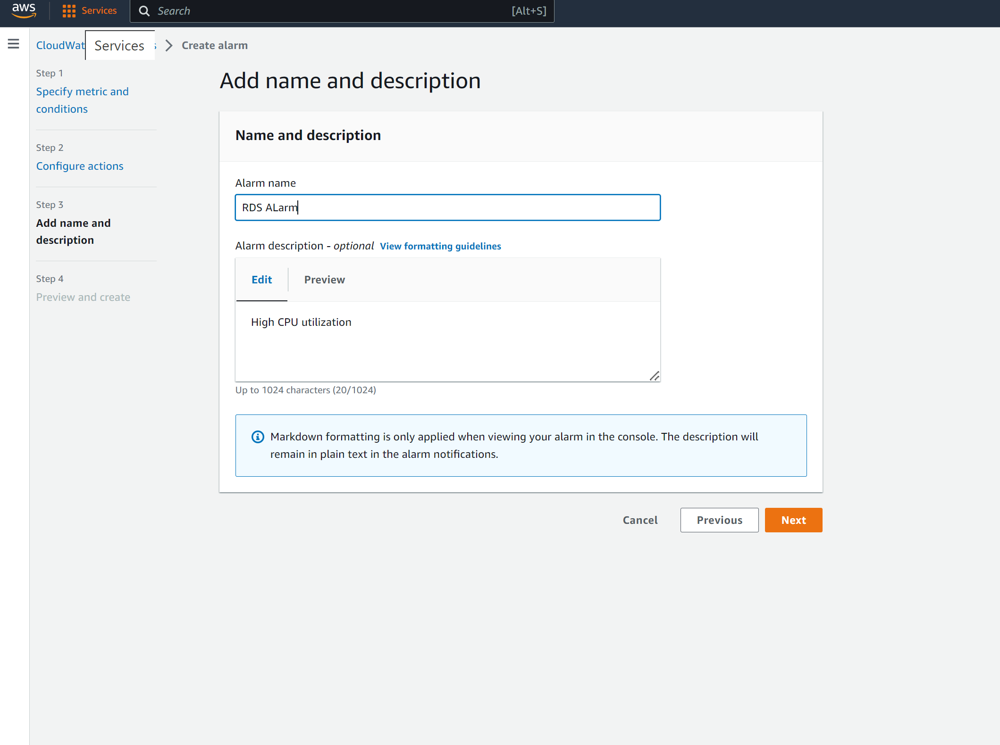 aws Services Search [Alt+S]
CloudWat Services s > Create alarm
Step 1
Specify metric and
conditions
Step 2
Configure actions
Step 3
Add name and
description
Step 4
Preview and create
Add name and description
Name and description
Alarm name
RDS ALarm
Alarm description - optional View formatting guidelines
Edit Preview
High CPU utilization
Up to 1024 characters (20/1024)
Markdown formatting is only applied when viewing your alarm in the console. The description will
remain in plain text in the alarm notifications.
Cancel Previous Next